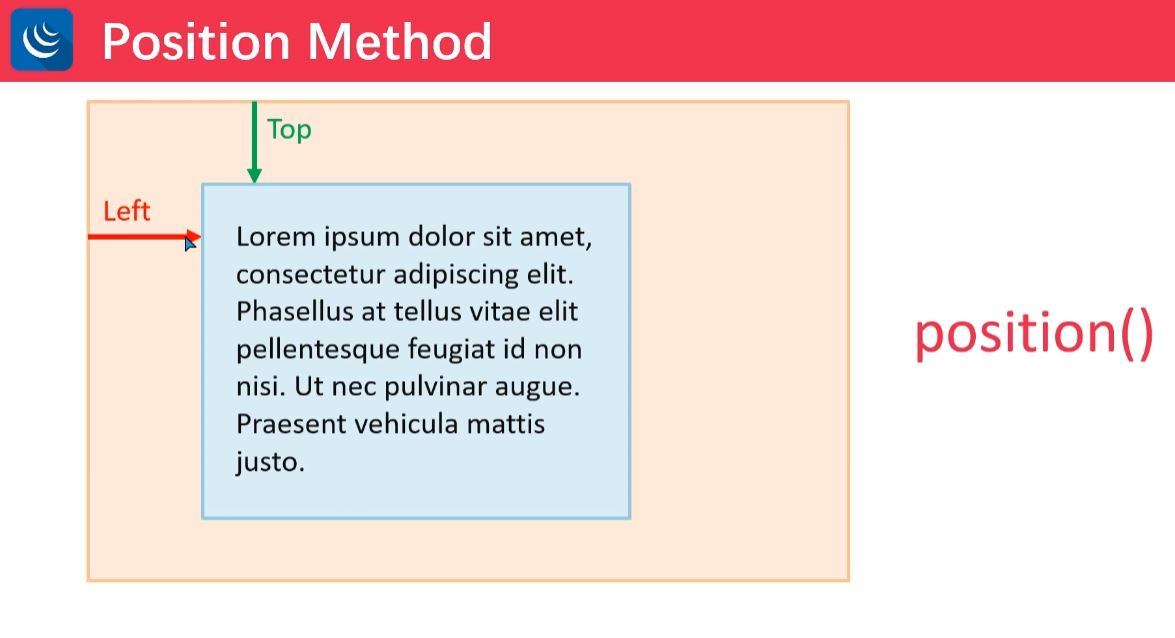 Position Method
Top
Left
Lorem ipsum dolor sit amet,
consectetur adipiscing elit.
Phasellus at tellus vitae elit
pellentesque feugiat id non
nisi. Ut nec pulvinar augue.
Praesent vehicula mattis
justo.
position()